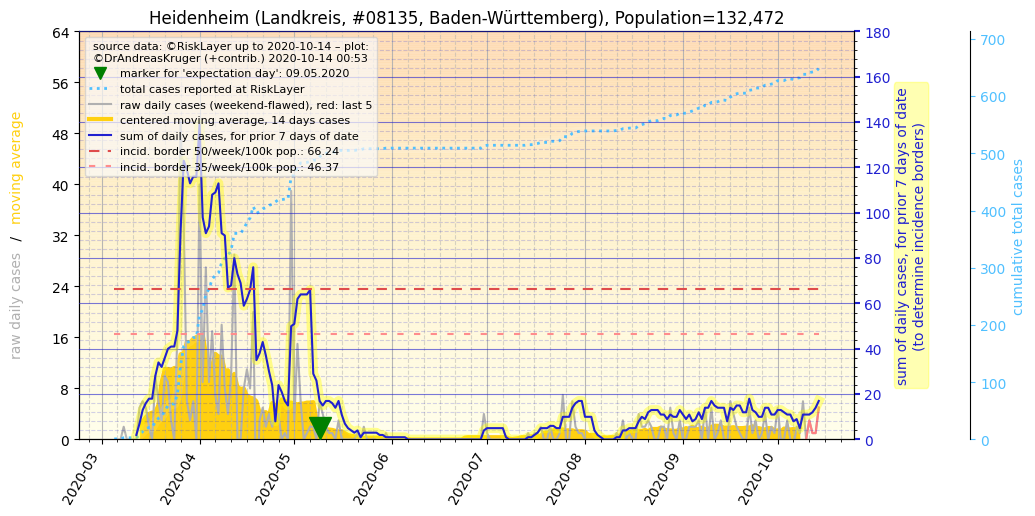 Heidenheim (Landkreis, #08135, Baden-Württemberg), Population=132,472
source data: ©RiskLayer up to 2020-10-14 – plot:
©DrAndreasKruger (+contrib.) 2020-10-14 00:53
marker for 'expectation day': 09.05.2020
total cases reported at RiskLayer
raw daily cases (weekend-flawed), red: last 5
centered moving average, 14 days cases
sum of daily cases, for prior 7 days of date
incid. border 50/week/100k pop.: 66.24
incid. border 35/week/100k pop.: 46.37
raw daily cases / moving average
64
56
48
40
32
24
16
8
0
180
160
140
120
100
80
60
40
20
0
sum of daily cases, for prior 7 days of date
(to determine incidence borders)
700
600
500
400
300
200
100
0
cumulative total cases
2020-03
2020-04
2020-05
2020-06
2020-07
2020-08
2020-09
2020-10